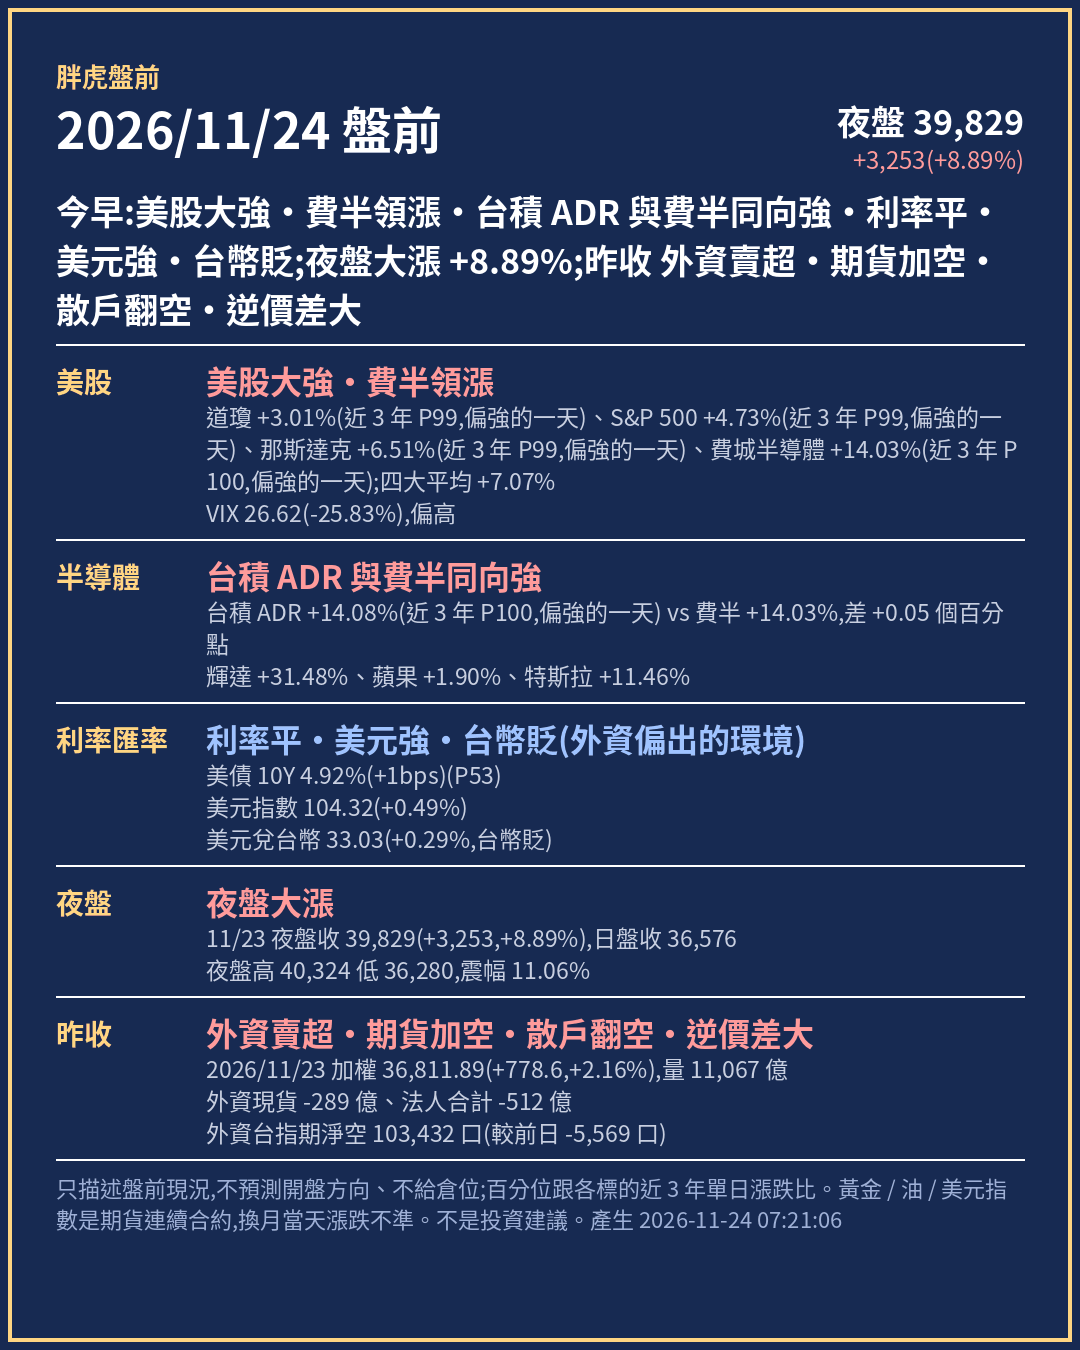 胖虎盤前
2026/11/24 盤前
夜盤 39,829
+3,253(+8.89%)
今早:美股大強・費半領漲・台積 ADR 與費半同向強・利率平・
美元強・台幣貶;夜盤大漲 +8.89%;昨收 外資賣超・期貨加空・
散戶翻空・逆價差大
美股
美股大強・費半領漲
道瓊 +3.01%(近 3 年 P99,偏強的一天)、S&P 500 +4.73%(近 3 年 P99,偏強的一
天)、那斯達克 +6.51%(近 3 年 P99,偏強的一天)、費城半導體 +14.03%(近 3 年 P
100,偏強的一天);四大平均 +7.07%
VIX 26.62(-25.83%),偏高
半導體
台積 ADR 與費半同向強
台積 ADR +14.08%(近 3 年 P100,偏強的一天) vs 費半 +14.03%,差 +0.05 個百分
點
輝達 +31.48%、蘋果 +1.90%、特斯拉 +11.46%
利率匯率
利率平・美元強・台幣貶(外資偏出的環境)
美債 10Y 4.92%(+1bps)(P53)
美元指數 104.32(+0.49%)
美元兌台幣 33.03(+0.29%,台幣貶)
夜盤
夜盤大漲
11/23 夜盤收 39,829(+3,253,+8.89%),日盤收 36,576
夜盤高 40,324 低 36,280,震幅 11.06%
昨收
外資賣超・期貨加空・散戶翻空・逆價差大
2026/11/23 加權 36,811.89(+778.6,+2.16%),量 11,067 億
外資現貨 -289 億、法人合計 -512 億
外資台指期淨空 103,432 口(較前日 -5,569 口)
只描述盤前現況,不預測開盤方向、不給倉位;百分位跟各標的近 3 年單日漲跌比。黃金 / 油 / 美元指
數是期貨連續合約,換月當天漲跌不準。不是投資建議。產生 2026-11-24 07:21:06